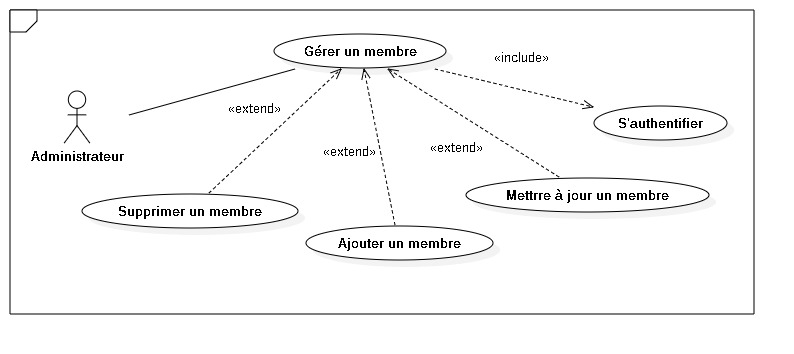 Gérer un membre
«include»
«extend»
S'authentifier
Administrateur
«extend»
«extend»
Mettrre à jour un membre
Supprimer un membre
Ajouter un membre